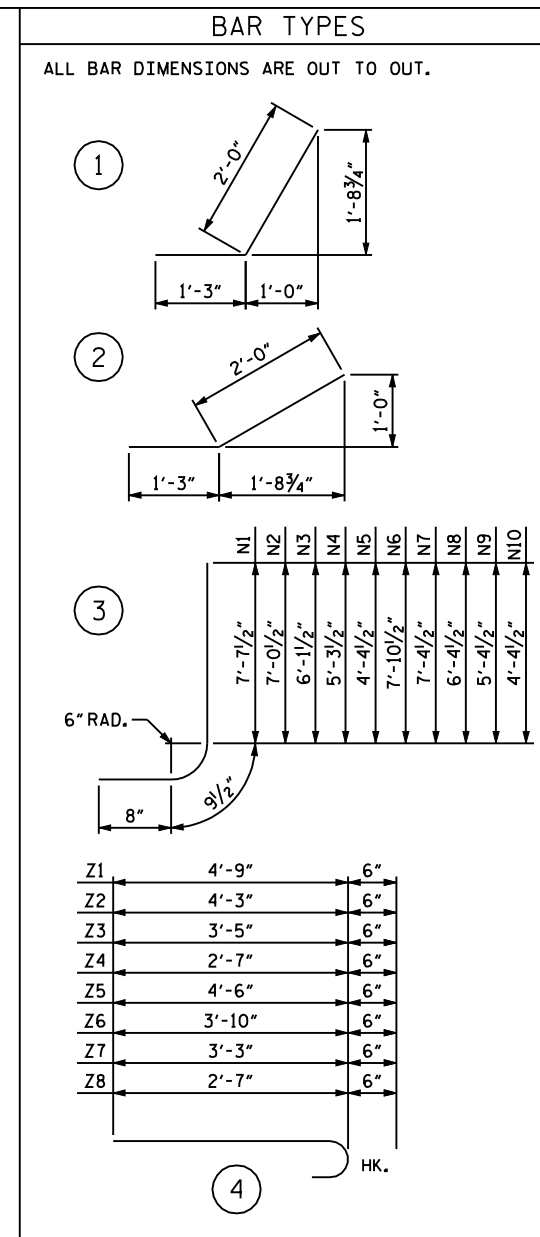 BAR TYPES
ALL BAR DIMENSIONS ARE OUT TO OUT.
1
2'-0"
1'-8¾"
1'-3" 1'-0"
2
2'-0"
1'-0"
1'-3" 1'-8¾"
N1 N2 N3 N4 N5 N6 N7 N8 N9 N10
3
7'-7½" 7'-0½" 6'-1½" 5'-3½" 4'-4½" 7'-10½" 7'-4½" 6'-4½" 5'-4½" 4'-4½"
6" RAD.
8" 9½"
Z1 4'-9" 6"
Z2 4'-3" 6"
Z3 3'-5" 6"
Z4 2'-7" 6"
Z5 4'-6" 6"
Z6 3'-10" 6"
Z7 3'-3" 6"
Z8 2'-7" 6"
HK.
4